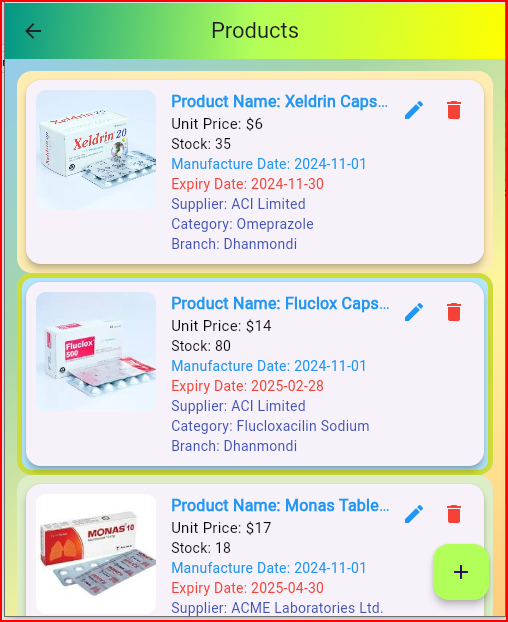 Products
Xeldrin 20
Xeldrin 20
Product Name: Xeldrin Caps...
Unit Price: $6
Stock: 35
Manufacture Date: 2024-11-01
Expiry Date: 2024-11-30
Supplier: ACI Limited
Category: Omeprazole
Branch: Dhanmondi
Fluclox
500
Product Name: Fluclox Caps...
Unit Price: $14
Stock: 80
Manufacture Date: 2024-11-01
Expiry Date: 2025-02-28
Supplier: ACI Limited
Category: Flucloxacilin Sodium
Branch: Dhanmondi
MONAS 10
Product Name: Monas Table...
Unit Price: $17
Stock: 18
Manufacture Date: 2024-11-01
Expiry Date: 2025-04-30
Supplier: ACME Laboratories Ltd.